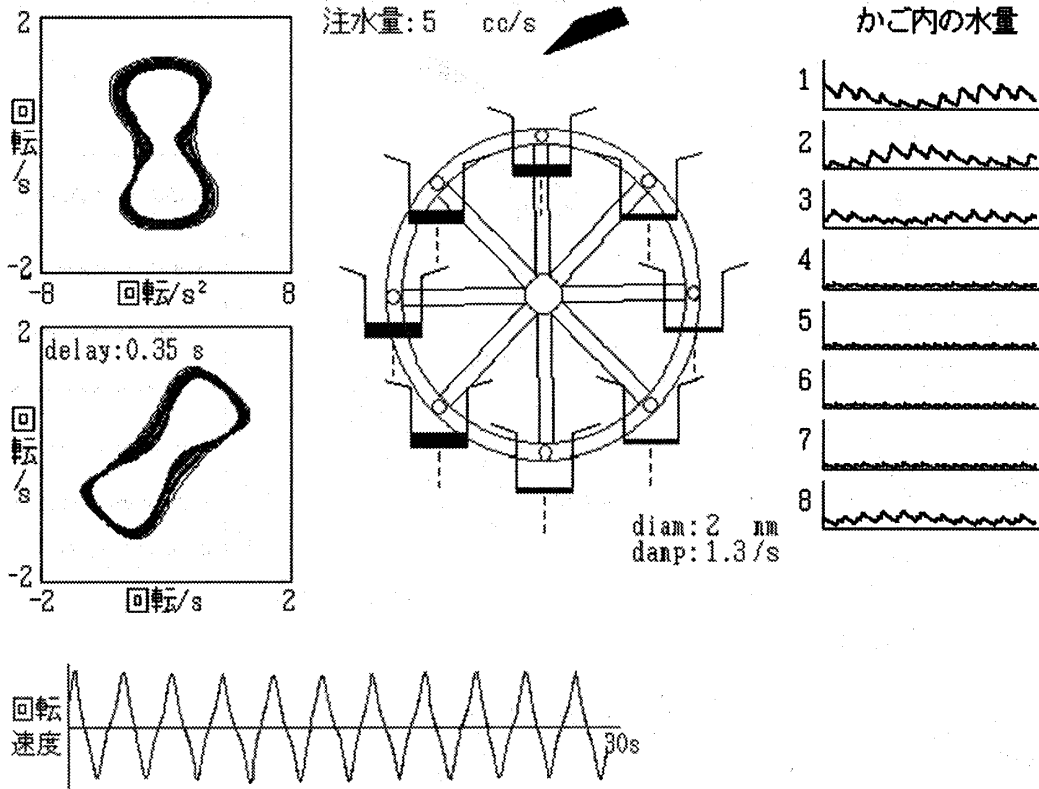 注水量:5 cc/s
かご内の水量
2
回転/s
-2
-8
回転/s²
8
2
delay:0.35 s
回転/s
-2
-2
回転/s
2
1
2
3
4
5
6
7
8
diam:2 mm
damp:1.3/s
回転
速度
30s